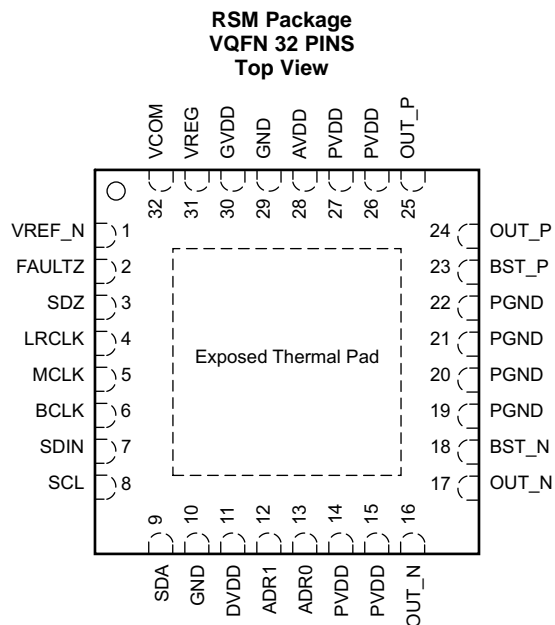 RSM Package
VQFN 32 PINS
Top View
VCOM
VREG
GVDD
GND
AVDD
PVDD
PVDD
OUT_P
32
31
30
29
28
27
26
25
VREF_N 1
FAULTZ 2
SDZ 3
LRCLK 4
MCLK 5
BCLK 6
SDIN 7
SCL 8
Exposed Thermal Pad
24 OUT_P
23 BST_P
22 PGND
21 PGND
20 PGND
19 PGND
18 BST_N
17 OUT_N
9
10
11
12
13
14
15
16
SDA
GND
DVDD
ADR1
ADR0
PVDD
PVDD
OUT_N